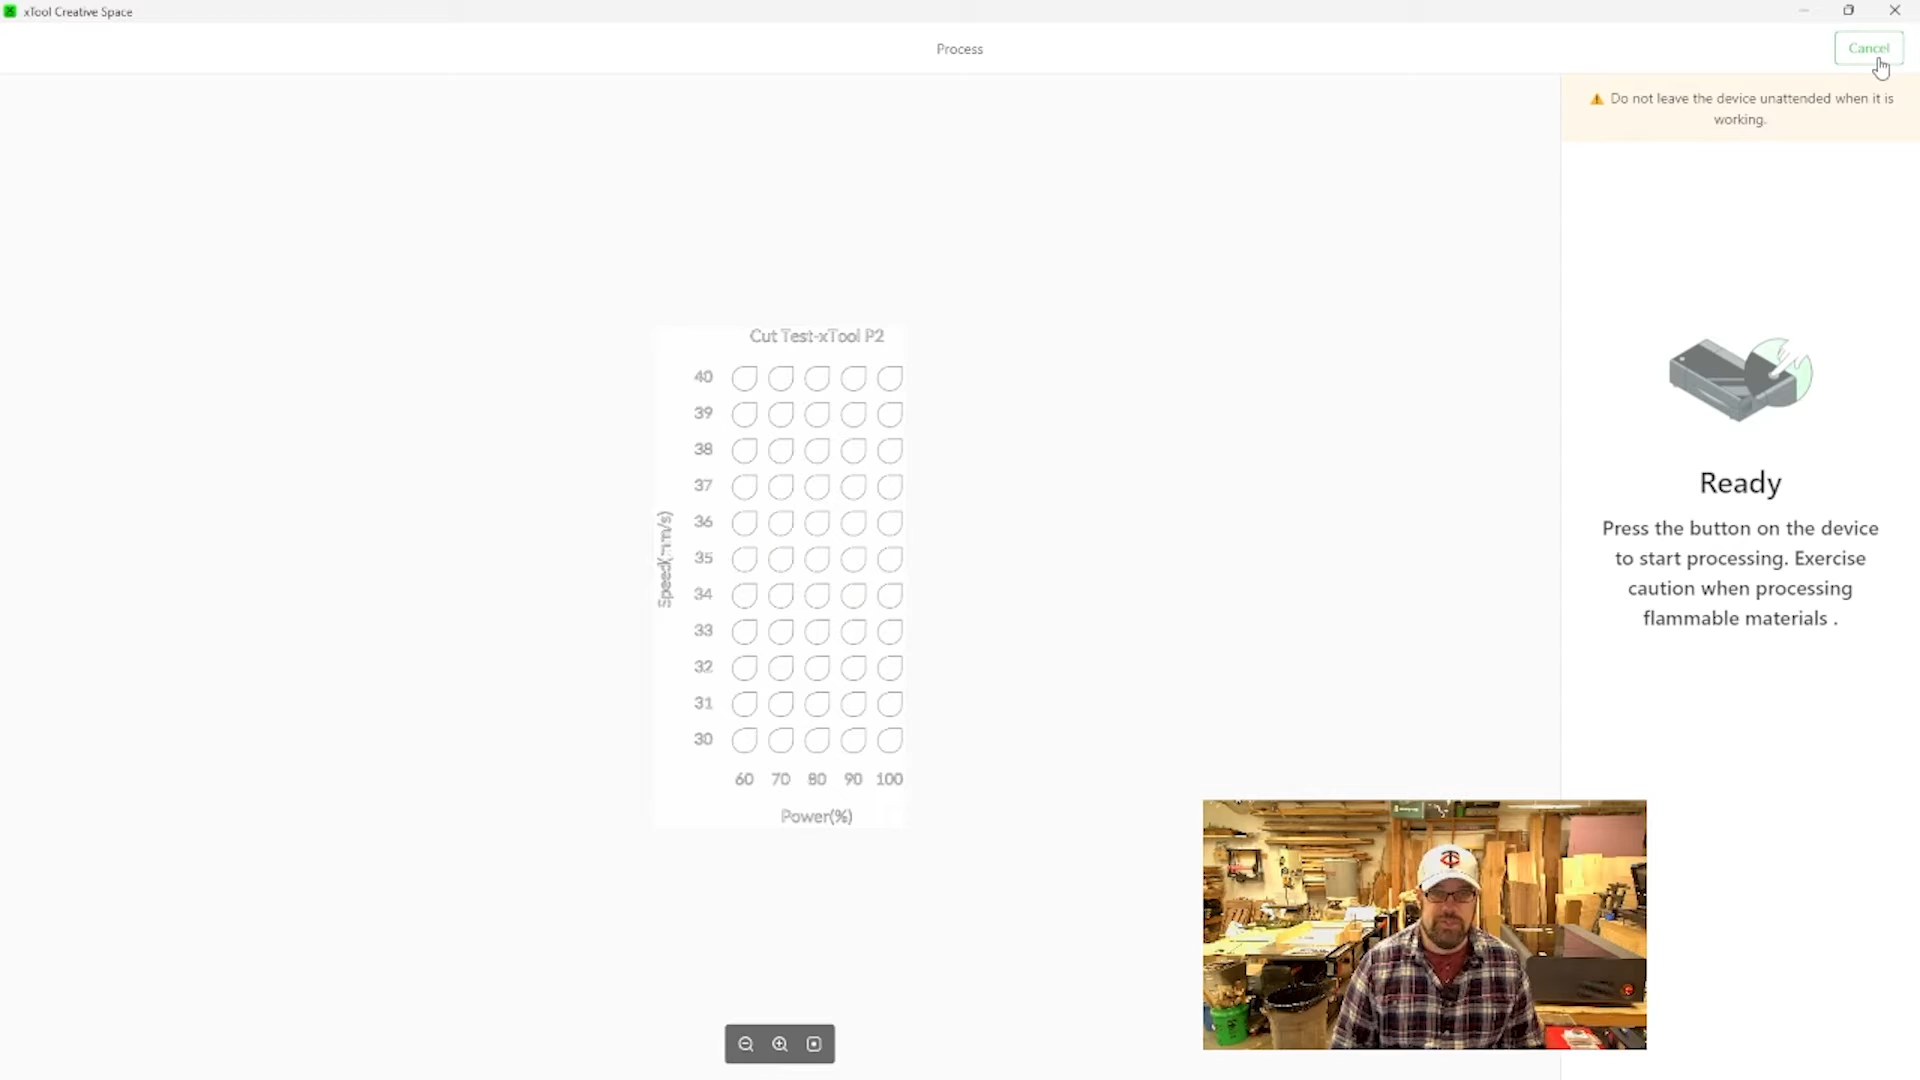 xTool Creative Space
Process
Cancel
Do not leave the device unattended when it is
working.
Cut Test-xTool P2
40
39
38
37
36
35
34
33
32
31
30
Speed(mm/s)
60 70 80 90 100
Power(%)
Ready
Press the button on the device
to start processing. Exercise
caution when processing
flammable materials .
TC